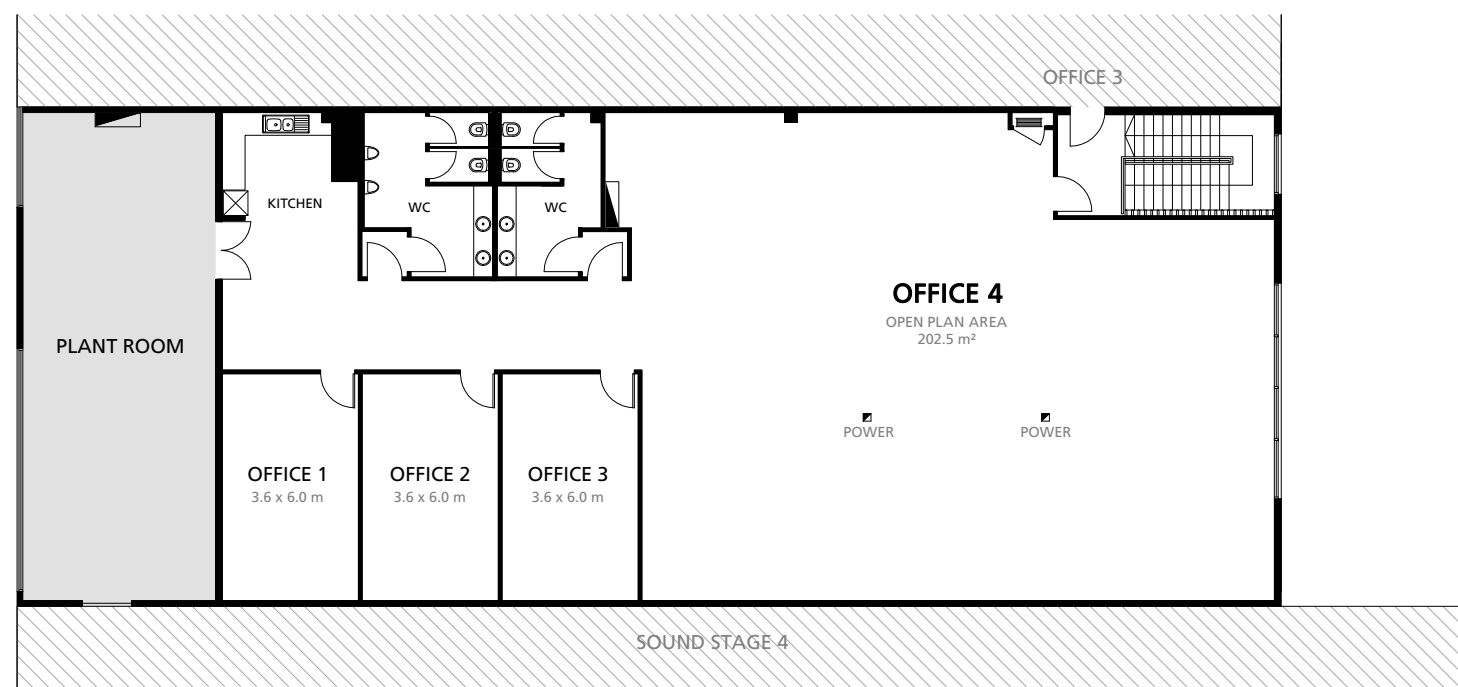 OFFICE 3
KITCHEN
WC
WC
OFFICE 4
OPEN PLAN AREA
202.5 m²
PLANT ROOM
POWER
POWER
OFFICE 1
3.6 x 6.0 m
OFFICE 2
3.6 x 6.0 m
OFFICE 3
3.6 x 6.0 m
SOUND STAGE 4